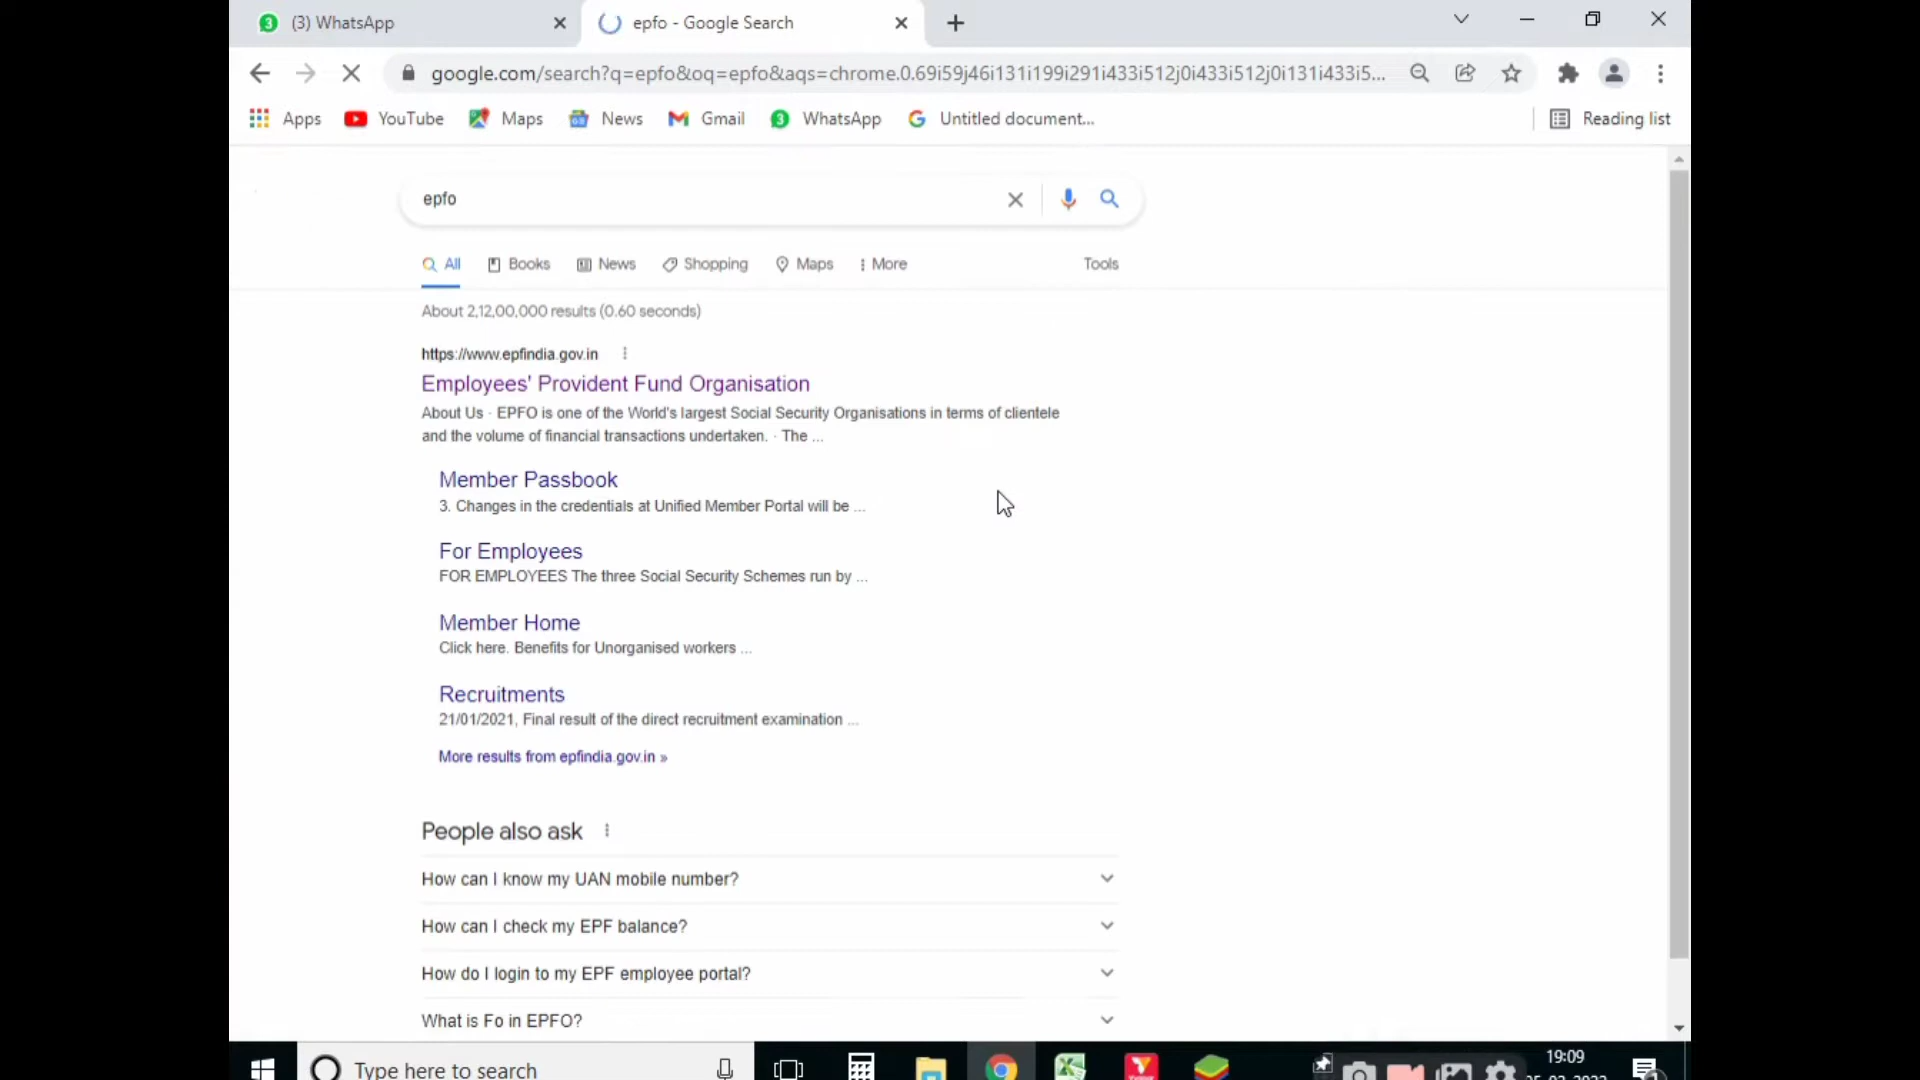 (3) WhatsApp
epfo - Google Search
google.com/search?q=epfo&oq=epfo&aqs=chrome.0.69i59j46i131i199i291i433i512j0i433i512j0i131i433i5...
Apps YouTube Maps News Gmail WhatsApp Untitled document... Reading list
epfo
All Books News Shopping Maps More Tools
About 2,12,00,000 results (0.60 seconds)
https://www.epfindia.gov.in
Employees' Provident Fund Organisation
About Us · EPFO is one of the World's largest Social Security Organisations in terms of clientele
and the volume of financial transactions undertaken. · The ...
Member Passbook
3. Changes in the credentials at Unified Member Portal will be ...
For Employees
FOR EMPLOYEES The three Social Security Schemes run by ...
Member Home
Click here. Benefits for Unorganised workers ...
Recruitments
21/01/2021, Final result of the direct recruitment examination ...
More results from epfindia.gov.in »
People also ask
How can I know my UAN mobile number?
How can I check my EPF balance?
How do I login to my EPF employee portal?
What is Fo in EPFO?
Type here to search
19:09